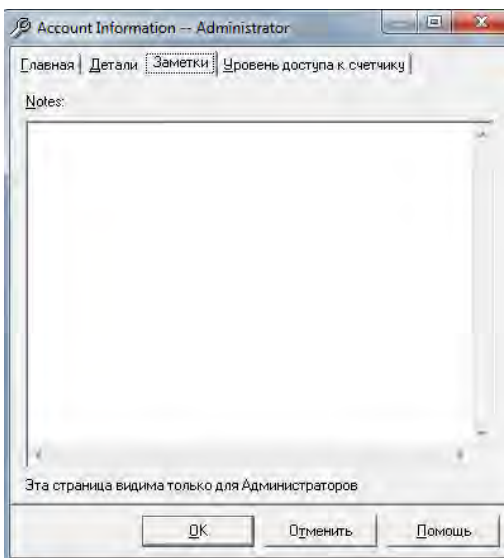 Account Information -- Administrator
Главная Детали Заметки Уровень доступа к счетчику
Notes:
Эта страница видима только для Администраторов
OK Отменить Помощь